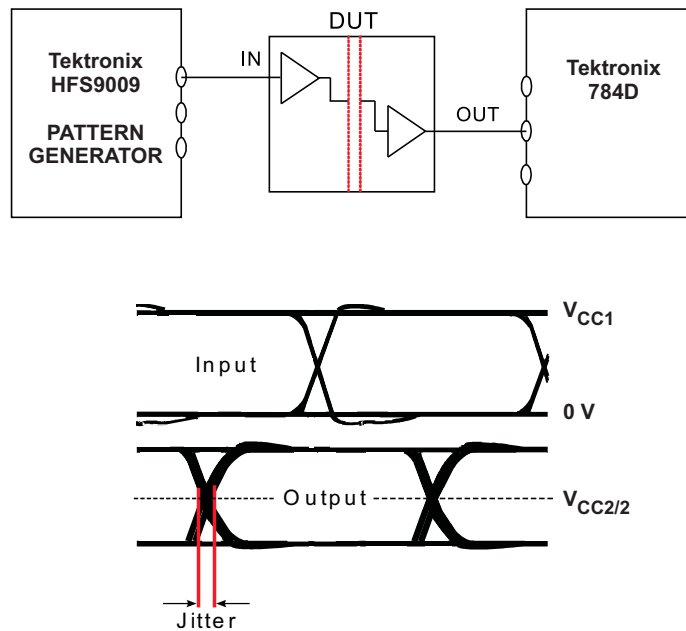 DUT
Tektronix
HFS9009
PATTERN
GENERATOR
IN
OUT
Tektronix
784D
Input
VCC1
0 V
Output
VCC2/2
Jitter